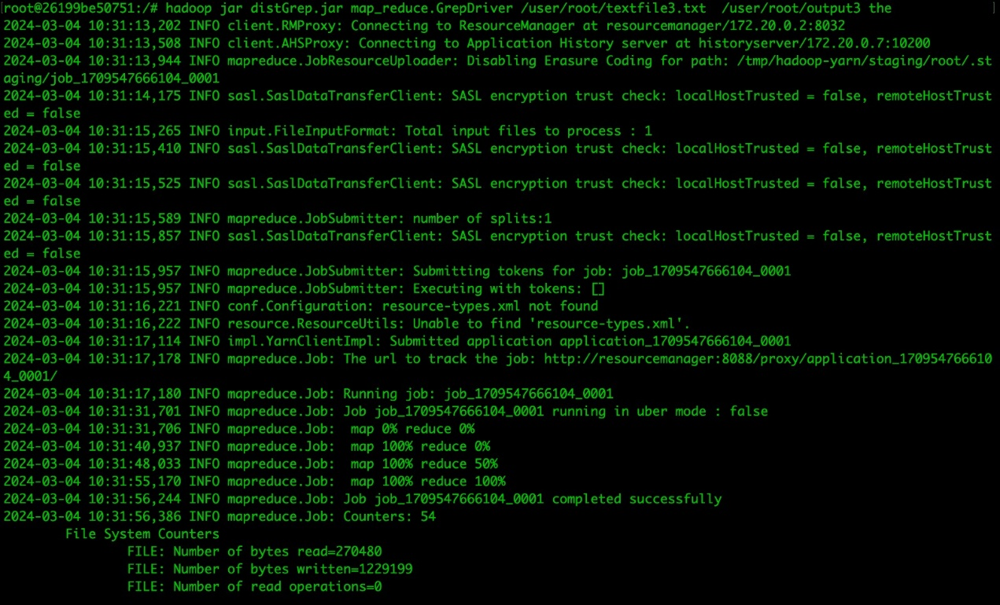 root@26199be50751:/# hadoop jar distGrep.jar map_reduce.GrepDriver /user/root/textfile3.txt  /user/root/output3 the
2024-03-04 10:31:13,202 INFO client.RMProxy: Connecting to ResourceManager at resourcemanager/172.20.0.2:8032
2024-03-04 10:31:13,508 INFO client.AHSProxy: Connecting to Application History server at historyserver/172.20.0.7:10200
2024-03-04 10:31:13,944 INFO mapreduce.JobResourceUploader: Disabling Erasure Coding for path: /tmp/hadoop-yarn/staging/root/.st
aging/job_1709547666104_0001
2024-03-04 10:31:14,175 INFO sasl.SaslDataTransferClient: SASL encryption trust check: localHostTrusted = false, remoteHostTrust
ed = false
2024-03-04 10:31:15,265 INFO input.FileInputFormat: Total input files to process : 1
2024-03-04 10:31:15,410 INFO sasl.SaslDataTransferClient: SASL encryption trust check: localHostTrusted = false, remoteHostTrust
ed = false
2024-03-04 10:31:15,525 INFO sasl.SaslDataTransferClient: SASL encryption trust check: localHostTrusted = false, remoteHostTrust
ed = false
2024-03-04 10:31:15,589 INFO mapreduce.JobSubmitter: number of splits:1
2024-03-04 10:31:15,857 INFO sasl.SaslDataTransferClient: SASL encryption trust check: localHostTrusted = false, remoteHostTrust
ed = false
2024-03-04 10:31:15,957 INFO mapreduce.JobSubmitter: Submitting tokens for job: job_1709547666104_0001
2024-03-04 10:31:15,957 INFO mapreduce.JobSubmitter: Executing with tokens: []
2024-03-04 10:31:16,221 INFO conf.Configuration: resource-types.xml not found
2024-03-04 10:31:16,222 INFO resource.ResourceUtils: Unable to find 'resource-types.xml'.
2024-03-04 10:31:17,114 INFO impl.YarnClientImpl: Submitted application application_1709547666104_0001
2024-03-04 10:31:17,178 INFO mapreduce.Job: The url to track the job: http://resourcemanager:8088/proxy/application_170954766610
4_0001/
2024-03-04 10:31:17,180 INFO mapreduce.Job: Running job: job_1709547666104_0001
2024-03-04 10:31:31,701 INFO mapreduce.Job: Job job_1709547666104_0001 running in uber mode : false
2024-03-04 10:31:31,706 INFO mapreduce.Job:  map 0% reduce 0%
2024-03-04 10:31:40,937 INFO mapreduce.Job:  map 100% reduce 0%
2024-03-04 10:31:48,033 INFO mapreduce.Job:  map 100% reduce 50%
2024-03-04 10:31:55,170 INFO mapreduce.Job:  map 100% reduce 100%
2024-03-04 10:31:56,244 INFO mapreduce.Job: Job job_1709547666104_0001 completed successfully
2024-03-04 10:31:56,386 INFO mapreduce.Job: Counters: 54
File System Counters
FILE: Number of bytes read=270480
FILE: Number of bytes written=1229199
FILE: Number of read operations=0